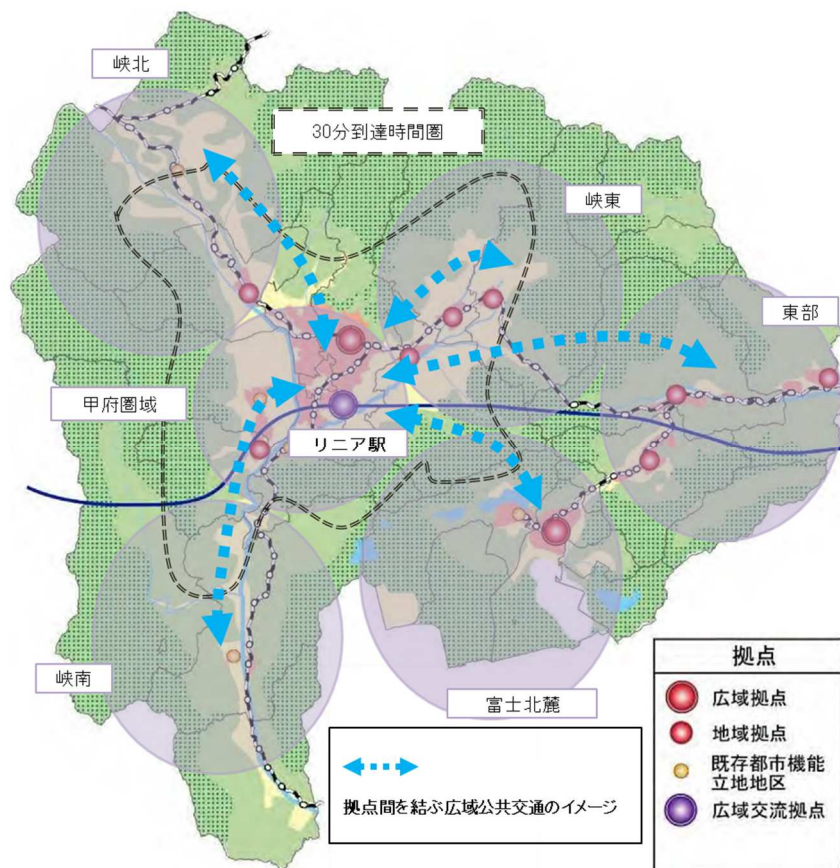 峡北
30分到達時間圏
峡東
東部
甲府圏域
リニア駅
峡南
富士北麓
拠点間を結ぶ広域公共交通のイメージ
拠点
広域拠点
地域拠点
既存都市機能
立地地区
広域交流拠点